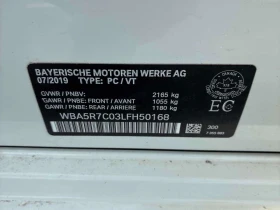 BAYERISCHE MOTOREN WERKE AG
07/2019 TYPE: PC / VT
GVWR / PNBV: 2165 kg
GAWR / PNBE: FRONT / AVANT 1055 kg
GAWR / PNBE: REAR / ARRIERE 1180 kg
WBA5R7C03LFH50168
EC
300